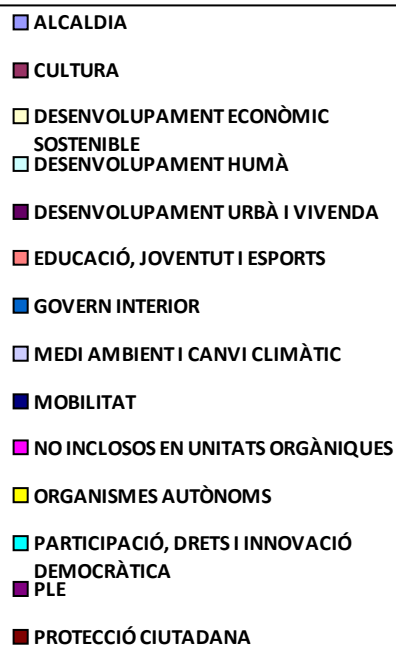 ALCALDIA
CULTURA
DESENVOLUPAMENT ECONÒMIC
SOSTENIBLE
DESENVOLUPAMENT HUMÀ
DESENVOLUPAMENT URBÀ I VIVENDA
EDUCACIÓ, JOVENTUT I ESPORTS
GOVERN INTERIOR
MEDI AMBIENT I CANVI CLIMÀTIC
MOBILITAT
NO INCLOSOS EN UNITATS ORGÀNIQUES
ORGANISMES AUTÒNOMS
PARTICIPACIÓ, DRETS I INNOVACIÓ
DEMOCRÀTICA
PLE
PROTECCIÓ CIUTADANA